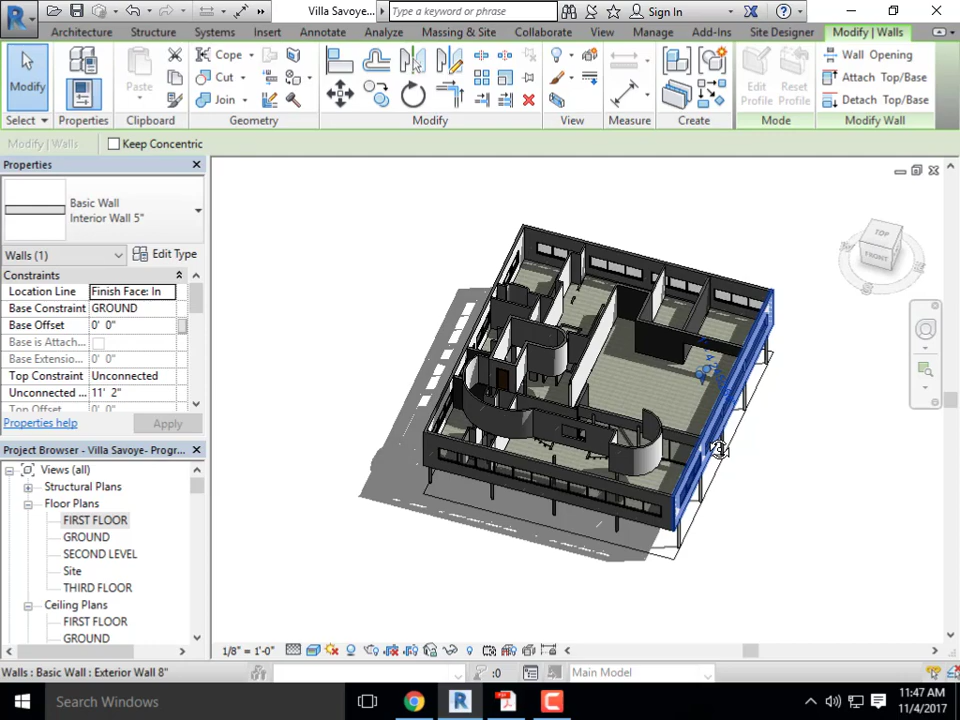 Villa Savoye...
Type a keyword or phrase
Sign In
Architecture Structure Systems Insert Annotate Analyze Massing & Site Collaborate View Manage Add-Ins Site Designer Modify | Walls
Modify
Paste
Cope
Cut
Join
Edit Profile
Reset Profile
Wall Opening
Attach Top/Base
Detach Top/Base
Select Properties Clipboard Geometry Modify View Measure Create Mode Modify Wall
Modify | Walls
Keep Concentric
Properties
Basic Wall
Interior Wall 5"
Walls (1) Edit Type
Constraints
Location Line Finish Face: In
Base Constraint GROUND
Base Offset 0' 0"
Base is Attach...
Base Extensio...
Top Constraint Unconnected
Unconnected ... 11' 2"
Top Offset 0' 0"
Properties help Apply
Project Browser - Villa Savoye- Progr...
Views (all)
Structural Plans
Floor Plans
FIRST FLOOR
GROUND
SECOND LEVEL
Site
THIRD FLOOR
Ceiling Plans
FIRST FLOOR
GROUND
TOP
FRONT
1/8" = 1'-0"
Walls : Basic Wall : Exterior Wall 8"
:0
Main Model
Search Windows
11:47 AM
11/4/2017